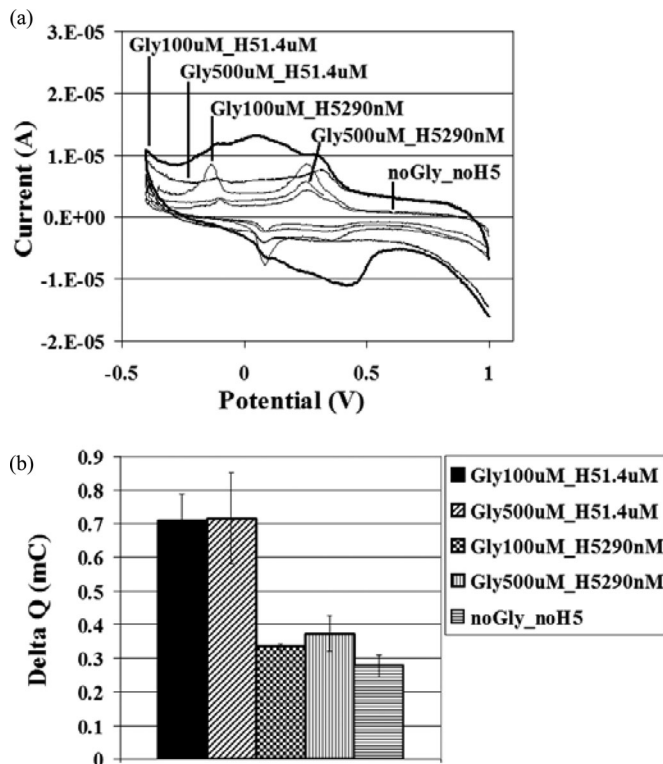 (a)
3.E-05
2.E-05
1.E-05
0.E+00
-1.E-05
-2.E-05
Current (A)
Gly100uM_H51.4uM
Gly500uM_H51.4uM
Gly100uM_H5290nM
Gly500uM_H5290nM
noGly_noH5
-0.5
0
0.5
1
Potential (V)
(b)
0.9
0.8
0.7
0.6
0.5
0.4
0.3
0.2
0.1
0
Delta Q (mC)
Gly100uM_H51.4uM
Gly500uM_H51.4uM
Gly100uM_H5290nM
Gly500uM_H5290nM
noGly_noH5